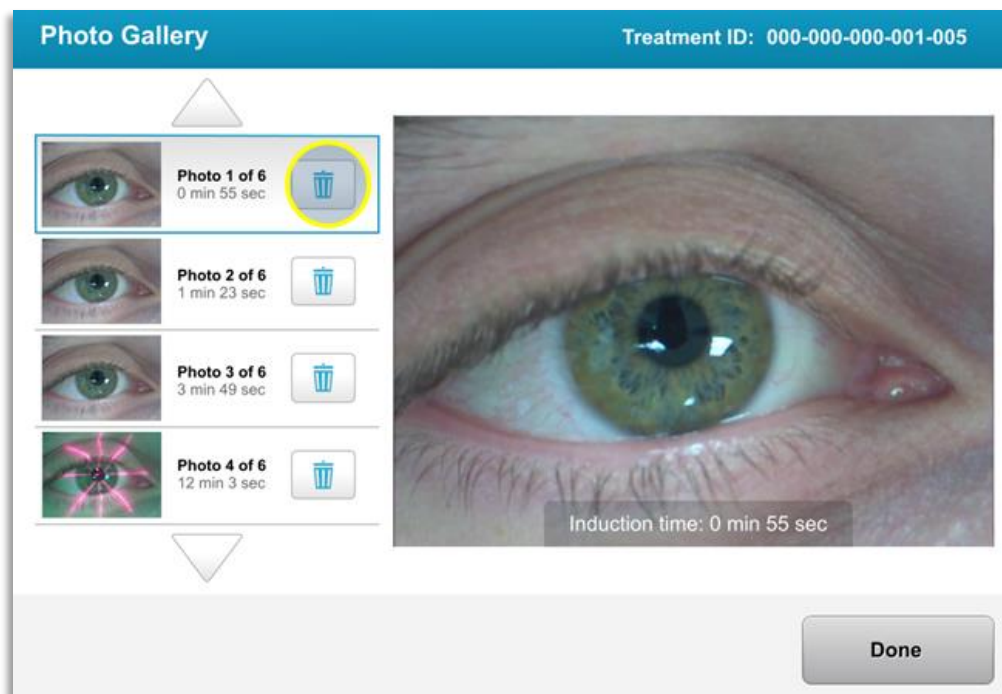 Photo Gallery
Treatment ID: 000-000-000-001-005
Photo 1 of 6
0 min 55 sec
Photo 2 of 6
1 min 23 sec
Photo 3 of 6
3 min 49 sec
Photo 4 of 6
12 min 3 sec
Induction time: 0 min 55 sec
Done